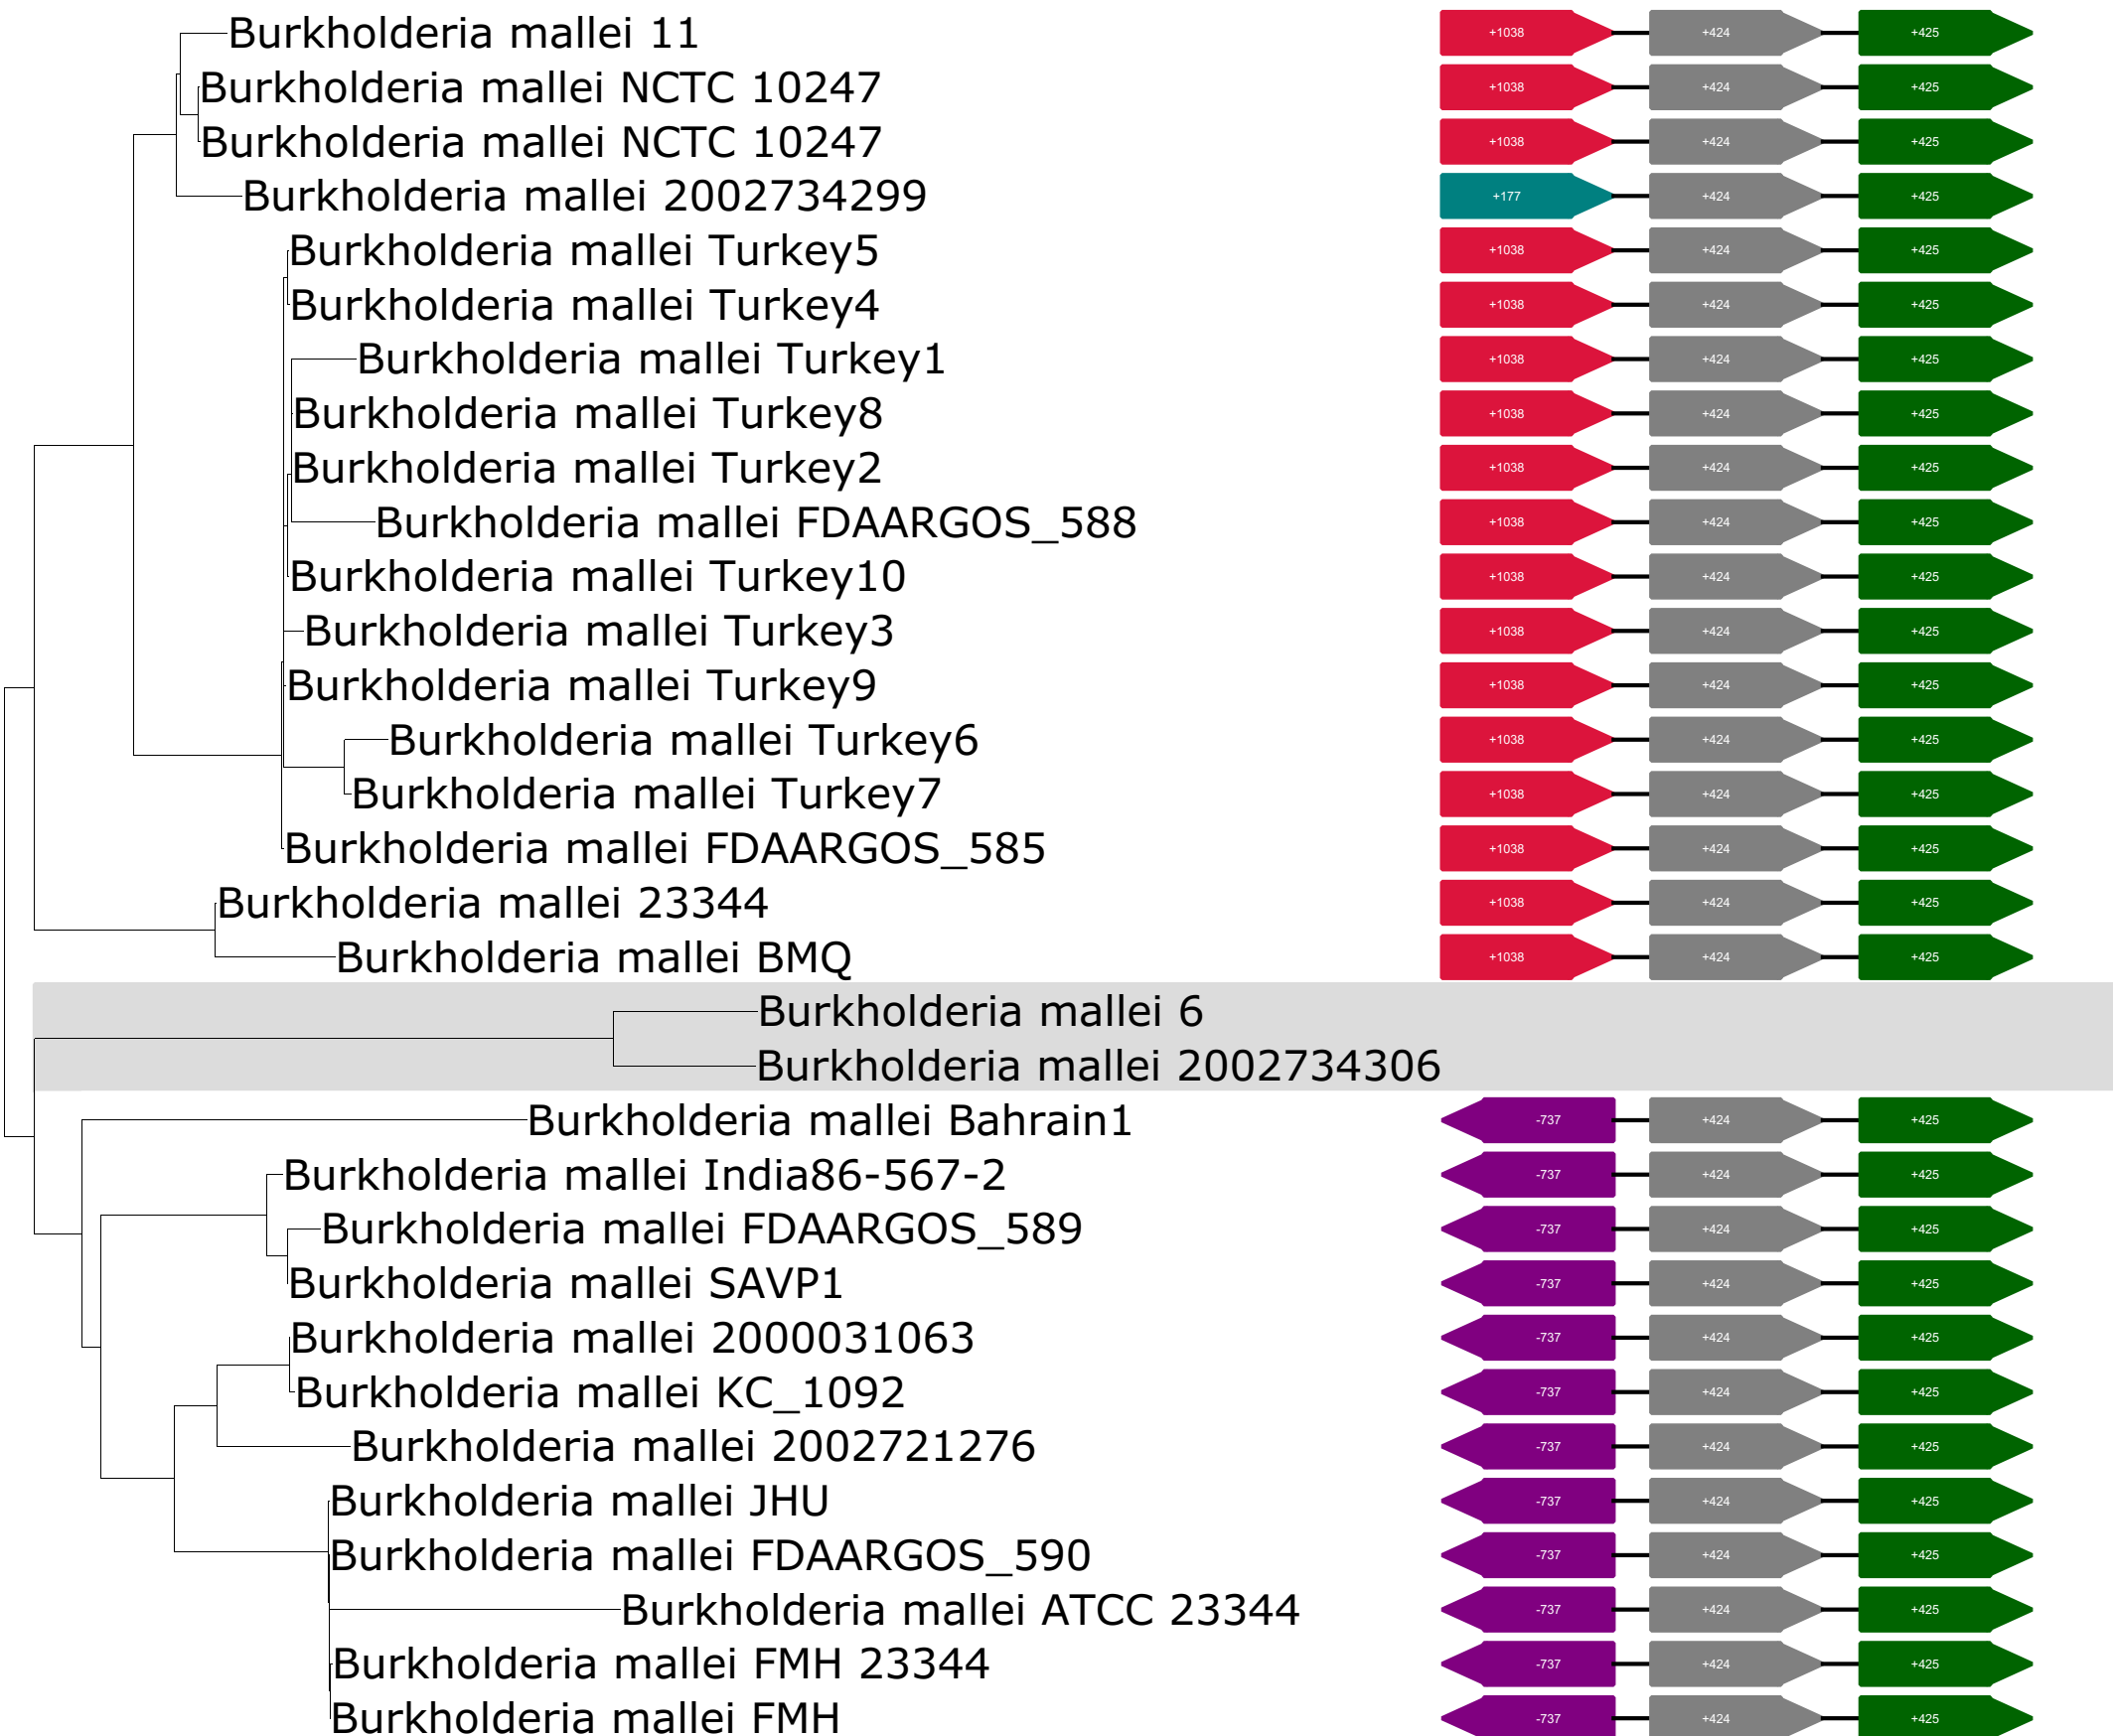 Burkholderia mallei 11 +1038 +424 +425
Burkholderia mallei NCTC 10247 +1038 +424 +425
Burkholderia mallei NCTC 10247 +1038 +424 +425
Burkholderia mallei 2002734299 +177 +424 +425
Burkholderia mallei Turkey5 +1038 +424 +425
Burkholderia mallei Turkey4 +1038 +424 +425
Burkholderia mallei Turkey1 +1038 +424 +425
Burkholderia mallei Turkey8 +1038 +424 +425
Burkholderia mallei Turkey2 +1038 +424 +425
Burkholderia mallei FDAARGOS_588 +1038 +424 +425
Burkholderia mallei Turkey10 +1038 +424 +425
Burkholderia mallei Turkey3 +1038 +424 +425
Burkholderia mallei Turkey9 +1038 +424 +425
Burkholderia mallei Turkey6 +1038 +424 +425
Burkholderia mallei Turkey7 +1038 +424 +425
Burkholderia mallei FDAARGOS_585 +1038 +424 +425
Burkholderia mallei 23344 +1038 +424 +425
Burkholderia mallei BMQ +1038 +424 +425
Burkholderia mallei 6
Burkholderia mallei 2002734306
Burkholderia mallei Bahrain1 -737 +424 +425
Burkholderia mallei India86-567-2 -737 +424 +425
Burkholderia mallei FDAARGOS_589 -737 +424 +425
Burkholderia mallei SAVP1 -737 +424 +425
Burkholderia mallei 2000031063 -737 +424 +425
Burkholderia mallei KC_1092 -737 +424 +425
Burkholderia mallei 2002721276 -737 +424 +425
Burkholderia mallei JHU -737 +424 +425
Burkholderia mallei FDAARGOS_590 -737 +424 +425
Burkholderia mallei ATCC 23344 -737 +424 +425
Burkholderia mallei FMH 23344 -737 +424 +425
Burkholderia mallei FMH -737 +424 +425